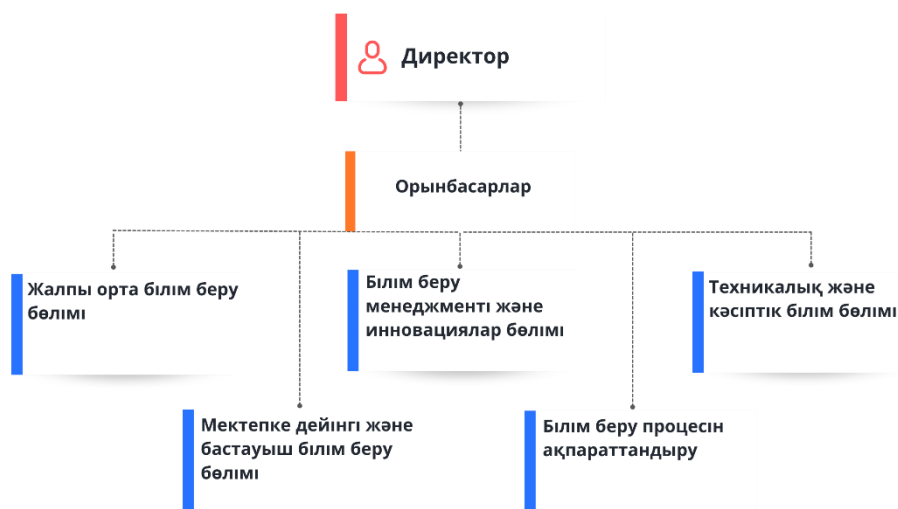 Директор
Орынбасарлар
Жалпы орта білім беру
бөлімі
Білім беру
менеджменті және
инновациялар бөлімі
Техникалық және
кәсіптік білім бөлімі
Мектепке дейінгі және
бастауыш білім беру
бөлімі
Білім беру процесін
ақпараттандыру